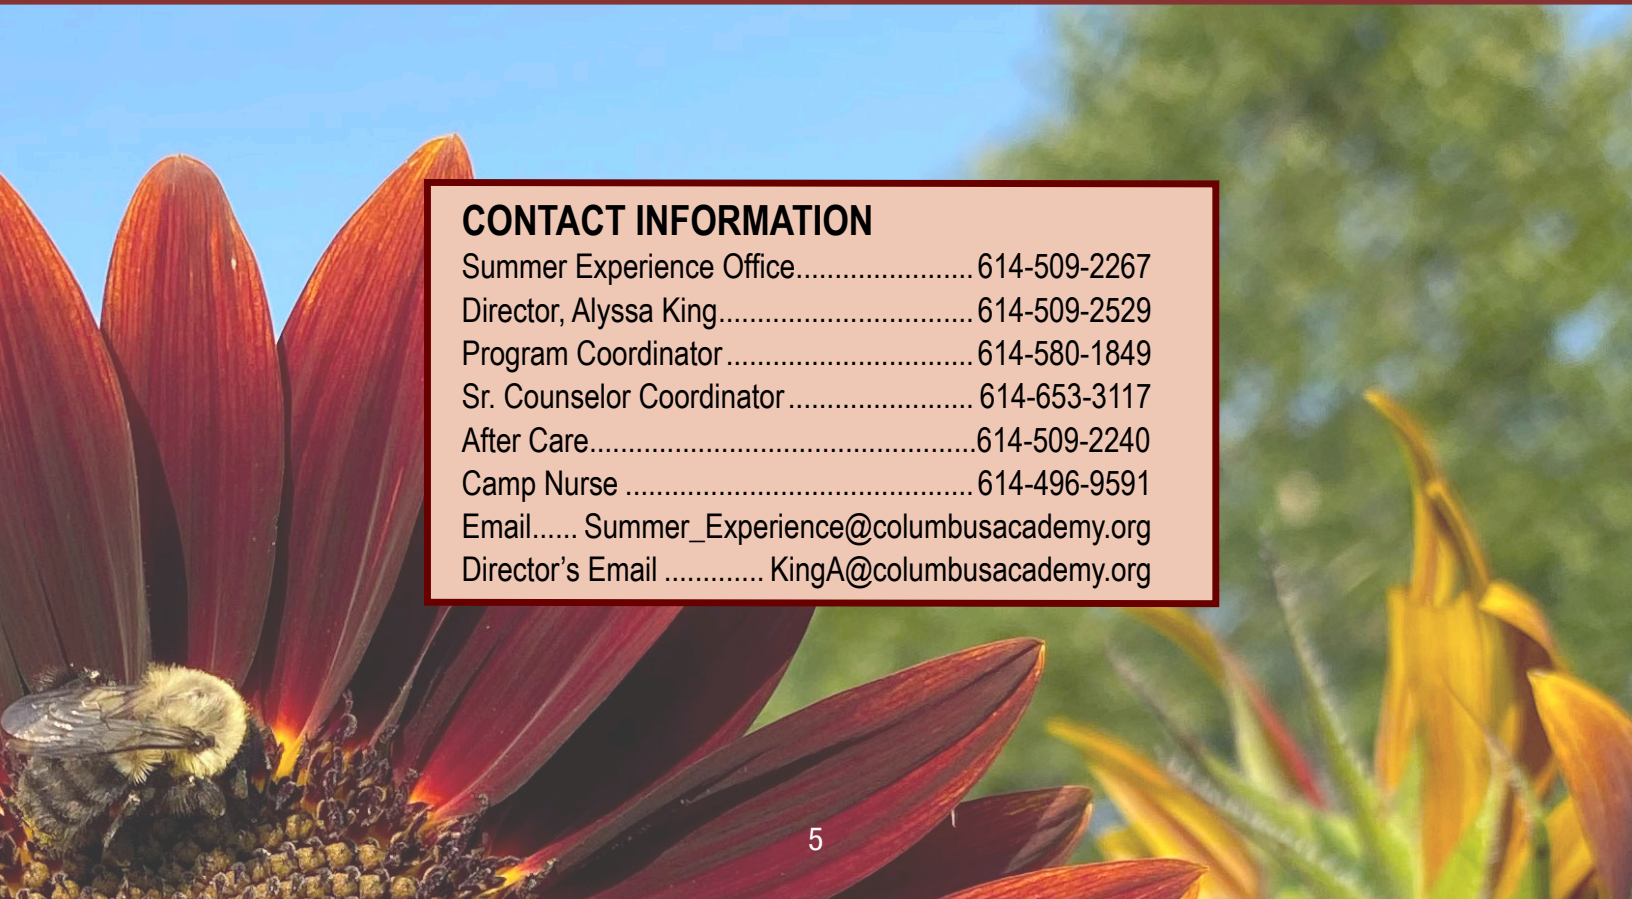 CONTACT INFORMATION
Summer Experience Office.......................614-509-2267
Director, Alyssa King.................................614-509-2529
Program Coordinator................................614-580-1849
Sr. Counselor Coordinator........................ 614-653-3117
After Care..................................................614-509-2240
Camp Nurse .............................................614-496-9591
Email...... Summer_Experience@columbusacademy.org
Director’s Email ............. KingA@columbusacademy.org
5